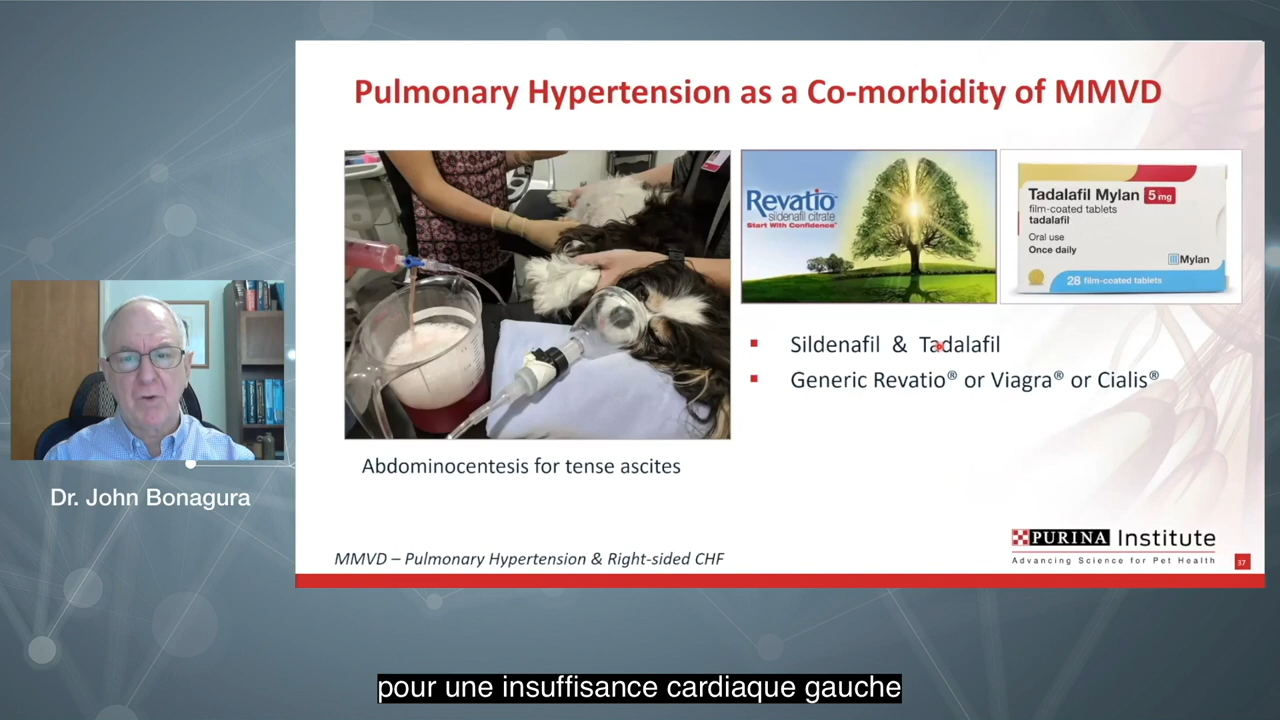 Pulmonary Hypertension as a Co-morbidity of MMVD
Revatio
sildenafil citrate
Start With Confidence™
Tadalafil Mylan 5 mg
film-coated tablets
tadalafil
Oral use
Once daily
Mylan
28 film-coated tablets
▪ Sildenafil & Tadalafil
▪ Generic Revatio® or Viagra® or Cialis®
Abdominocentesis for tense ascites
Dr. John Bonagura
MMVD – Pulmonary Hypertension & Right-sided CHF
PURINA Institute
Advancing Science for Pet Health
37
pour une insuffisance cardiaque gauche